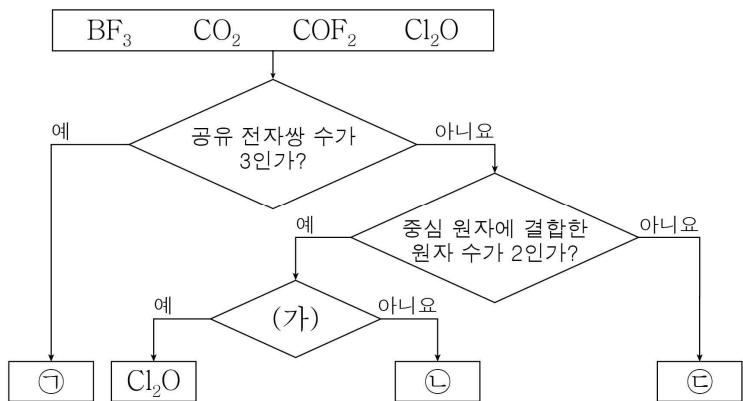 BF₃ CO₂ COF₂ Cl₂O
예
공유 전자쌍 수가
3인가?
아니요
예
중심 원자에 결합한
원자 수가 2인가?
아니요
예
(가)
아니요
㉠
Cl₂O
㉡
㉢